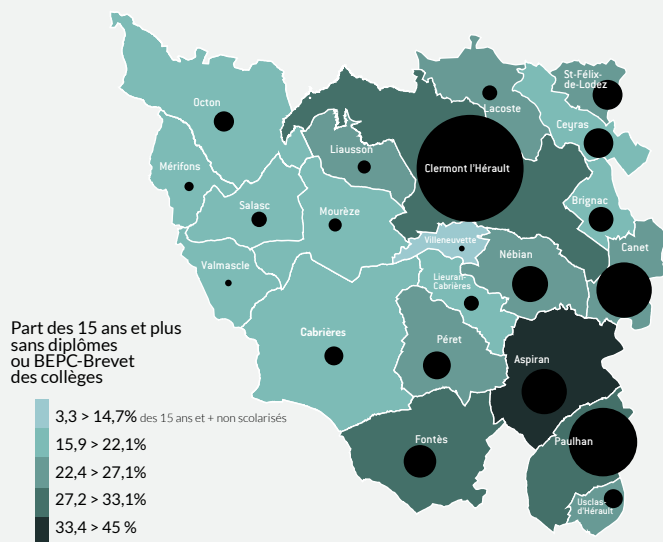 St-Félix-
de-Lodez
Octon
Lacoste
Ceyras
Liausson
Mérifons
Clermont l'Hérault
Salasc
Mourèze
Brignac
Villeneuvette
Canet
Nébian
Valmascle
Lieuran-
Cabrières
Cabrières
Péret
Aspiran
Fontès
Paulhan
Usclas-
d'Hérault
Part des 15 ans et plus
sans diplômes
ou BEPC-Brevet
des collèges
3,3 > 14,7% des 15 ans et + non scolarisés
15,9 > 22,1%
22,4 > 27,1%
27,2 > 33,1%
33,4 > 45 %